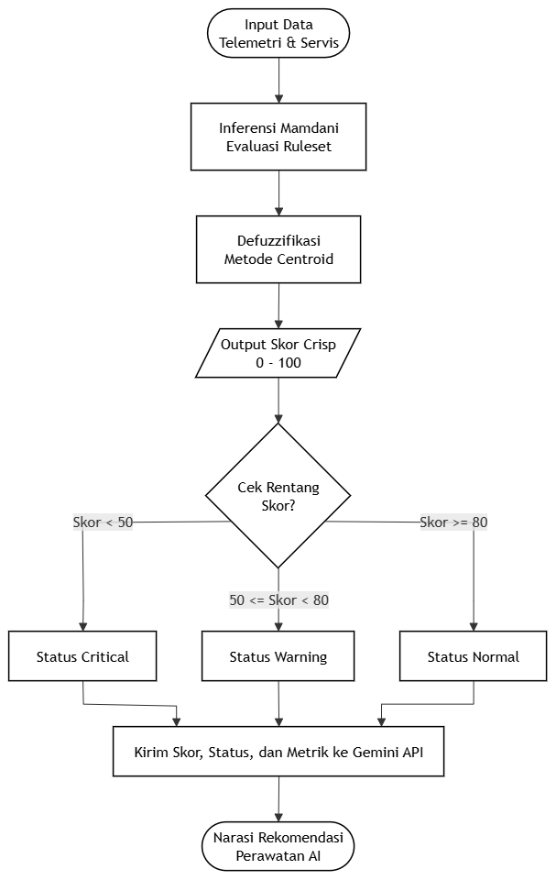 Input Data
Telemetri & Servis
Inferensi Mamdani
Evaluasi Ruleset
Defuzzifikasi
Metode Centroid
Output Skor Crisp
0 - 100
Cek Rentang
Skor?
Skor < 50
Skor >= 80
50 <= Skor < 80
Status Critical
Status Warning
Status Normal
Kirim Skor, Status, dan Metrik ke Gemini API
Narasi Rekomendasi
Perawatan AI